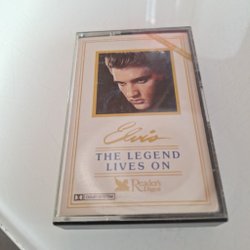 Elvis
THE LEGEND
LIVES ON
Reader's
Digest